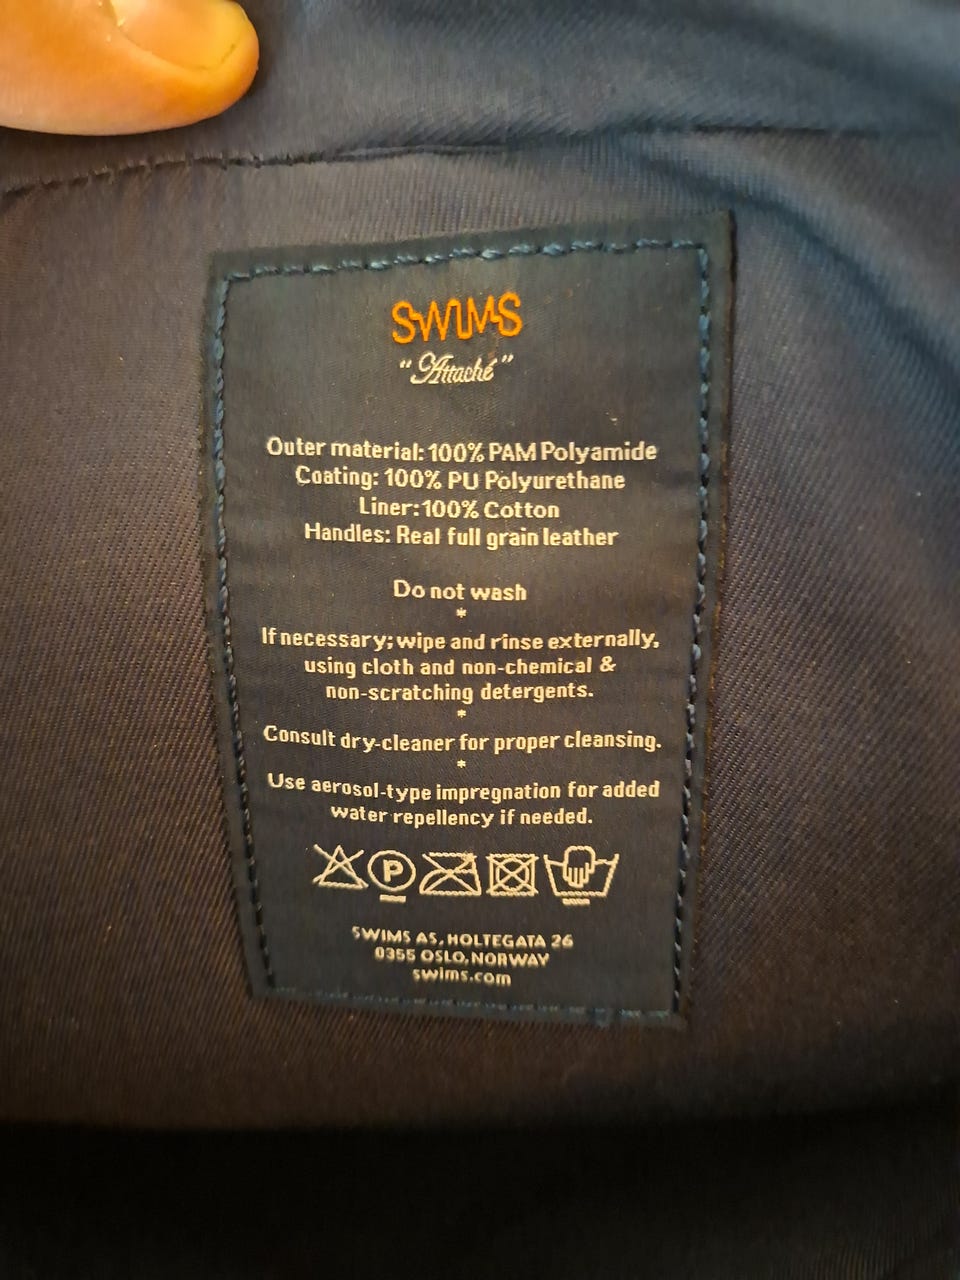 SWIMS
"Attaché"
Outer material: 100% PAM Polyamide
Coating: 100% PU Polyurethane
Liner: 100% Cotton
Handles: Real full grain leather
Do not wash
*
If necessary; wipe and rinse externally,
using cloth and non-chemical &
non-scratching detergents.
*
Consult dry-cleaner for proper cleansing.
*
Use aerosol-type impregnation for added
water repellency if needed.
P
SWIMS AS, HOLTEGATA 26
0355 OSLO, NORWAY
swims.com